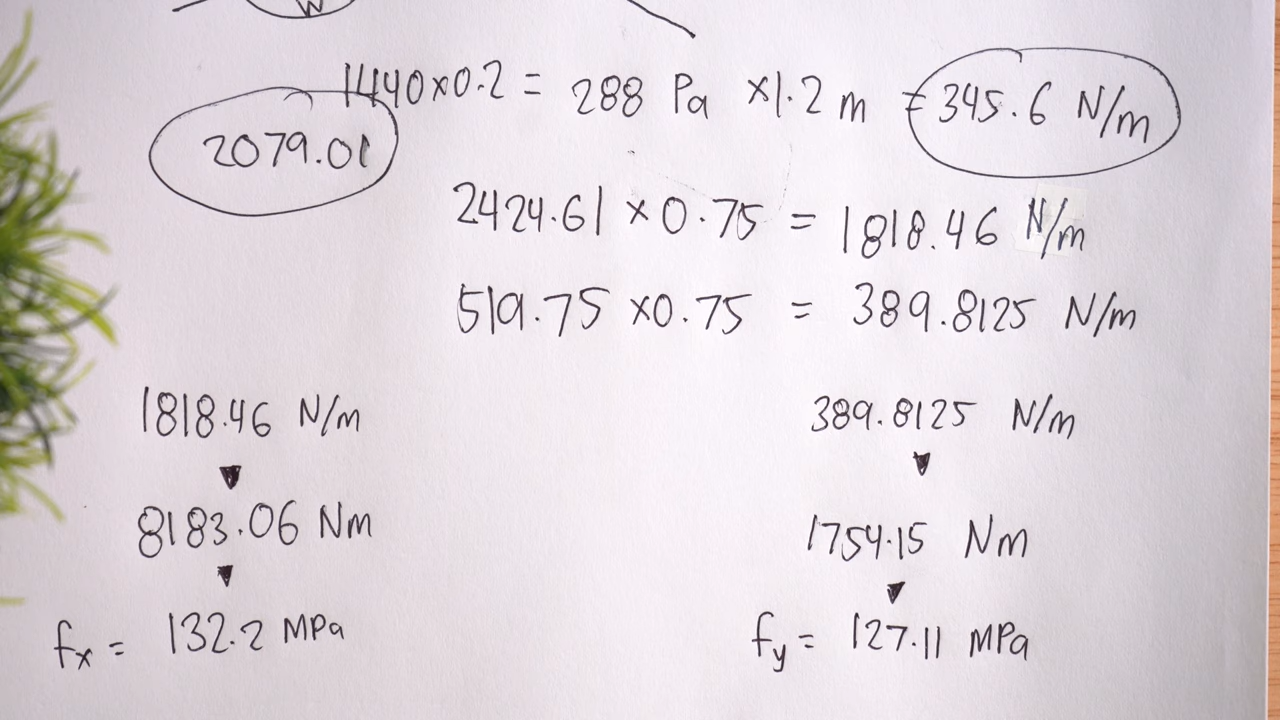 W
1440×0.2 = 288 Pa ×1.2 m = 345.6 N/m
2079.01
2424.61 × 0.75 = 1818.46 N/m
519.75 ×0.75 = 389.8125 N/m
1818.46 N/m 389.8125 N/m
8183.06 Nm 1754.15 Nm
fx = 132.2 MPa fy = 127.11 MPa